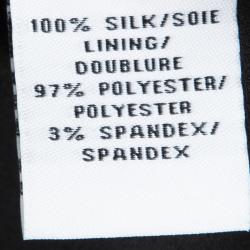 100% SILK/SOIE
LINING/
DOUBLURE
97% POLYESTER/
POLYESTER
3% SPANDEX/
SPANDEX